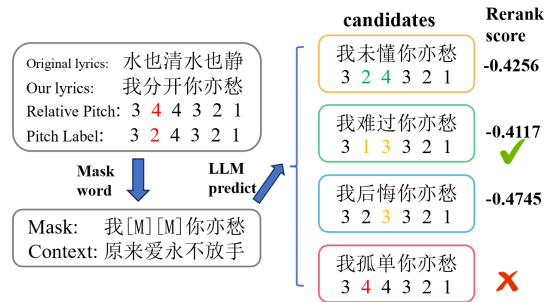 Original lyrics: 水也清水也静
Our lyrics: 我分开你亦愁
Relative Pitch: 3 4 4 3 2 1
Pitch Label: 3 2 4 3 2 1
Mask word
LLM predict
Mask: 我[M][M]你亦愁
Context: 原来爱永不放手
candidates
Rerank score
我未懂你亦愁
3 2 4 3 2 1
-0.4256
我难过你亦愁
3 1 3 3 2 1
-0.4117
我后悔你亦愁
3 2 3 3 2 1
-0.4745
我孤单你亦愁
3 4 4 3 2 1